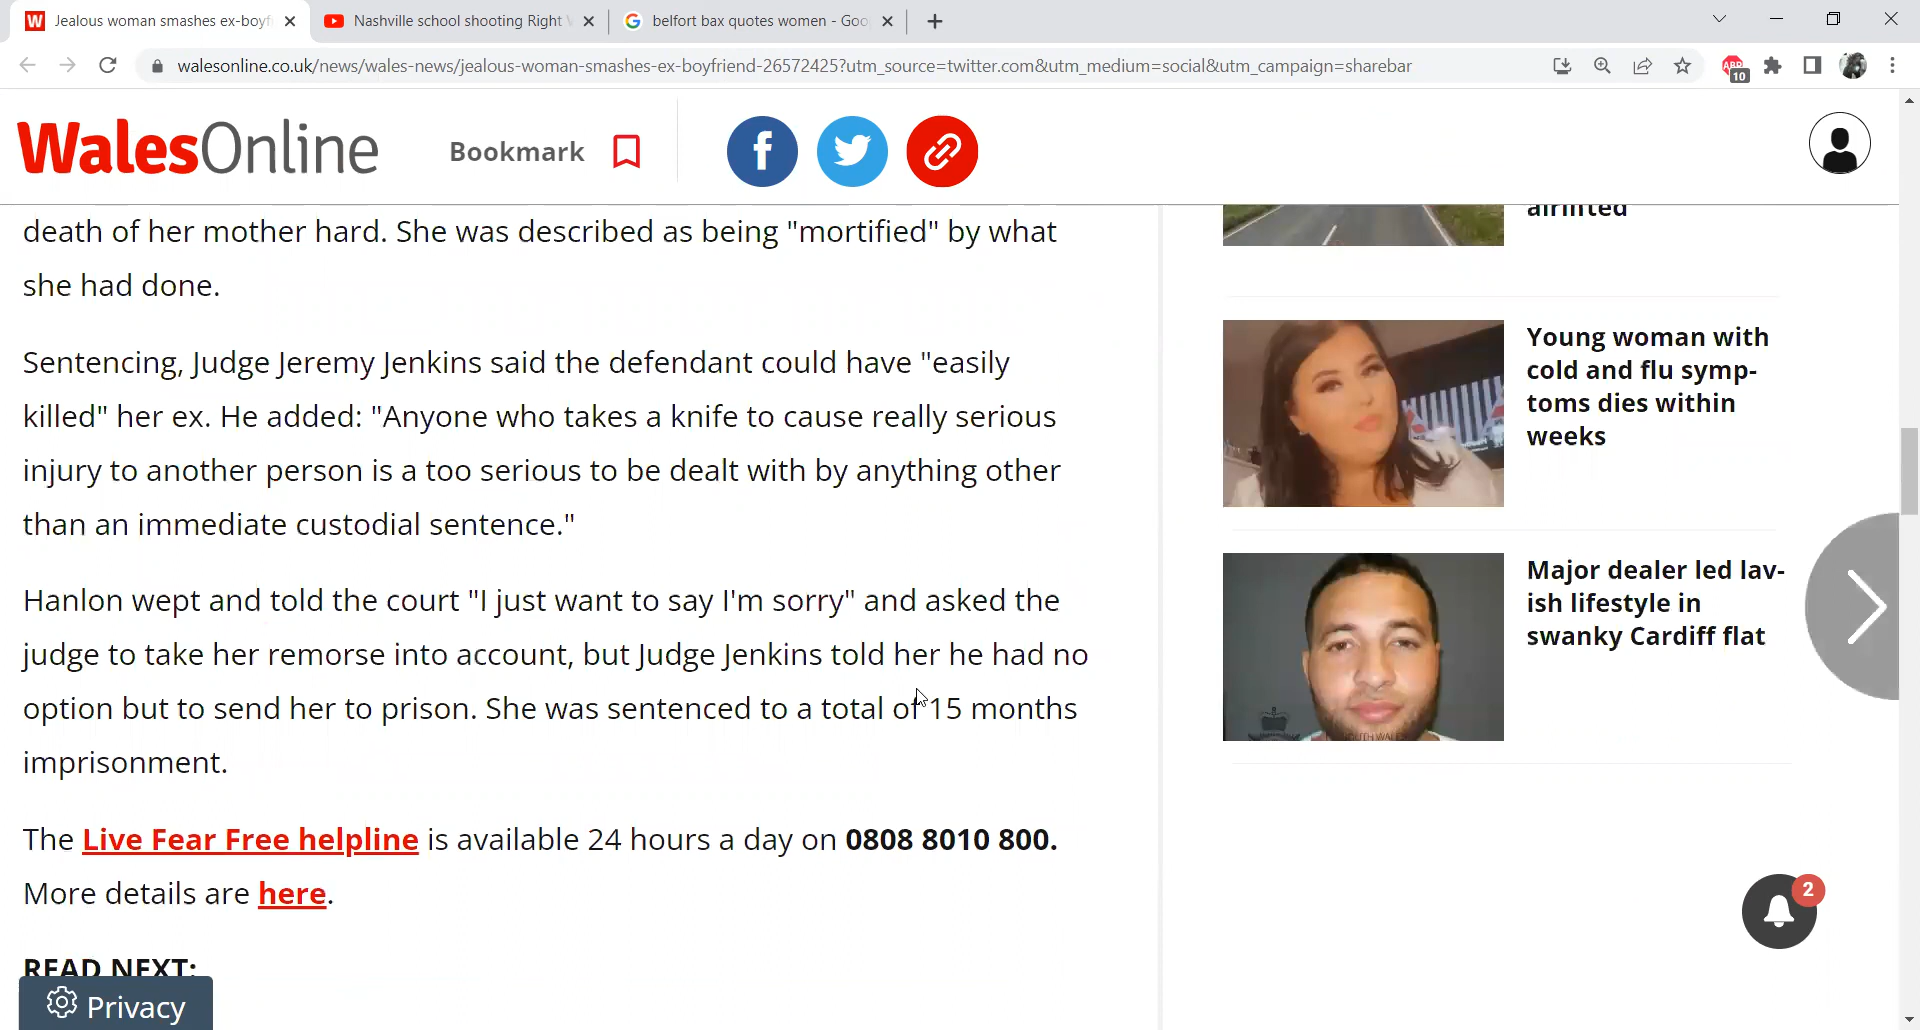 Jealous woman smashes ex-boyf
Nashville school shooting Right
belfort bax quotes women - Goo
walesonline.co.uk/news/wales-news/jealous-woman-smashes-ex-boyfriend-26572425?utm_source=twitter.com&utm_medium=social&utm_campaign=sharebar
ABP
10
WalesOnline
Bookmark
death of her mother hard. She was described as being "mortified" by what
she had done.
Sentencing, Judge Jeremy Jenkins said the defendant could have "easily
killed" her ex. He added: "Anyone who takes a knife to cause really serious
injury to another person is a too serious to be dealt with by anything other
than an immediate custodial sentence."
Hanlon wept and told the court "I just want to say I'm sorry" and asked the
judge to take her remorse into account, but Judge Jenkins told her he had no
option but to send her to prison. She was sentenced to a total of 15 months
imprisonment.
The Live Fear Free helpline is available 24 hours a day on 0808 8010 800.
More details are here.
READ NEXT:
Privacy
airlifted
Young woman with
cold and flu symp-
toms dies within
weeks
Major dealer led lav-
ish lifestyle in
swanky Cardiff flat
2